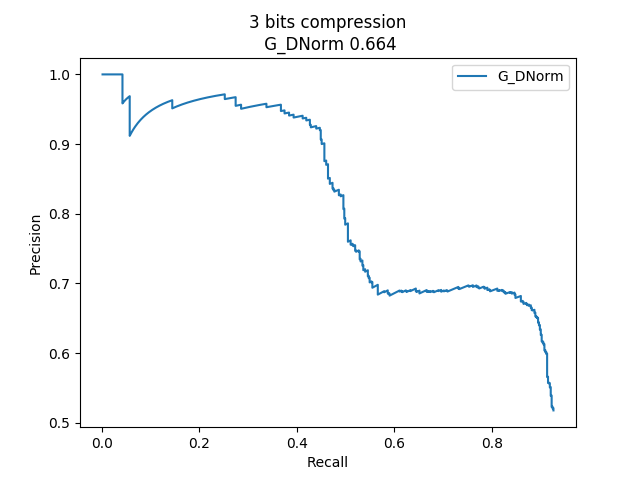 3 bits compression
G_DNorm 0.664
G_DNorm
1.0
0.9
0.8
0.7
0.6
0.5
Precision
0.0 0.2 0.4 0.6 0.8
Recall